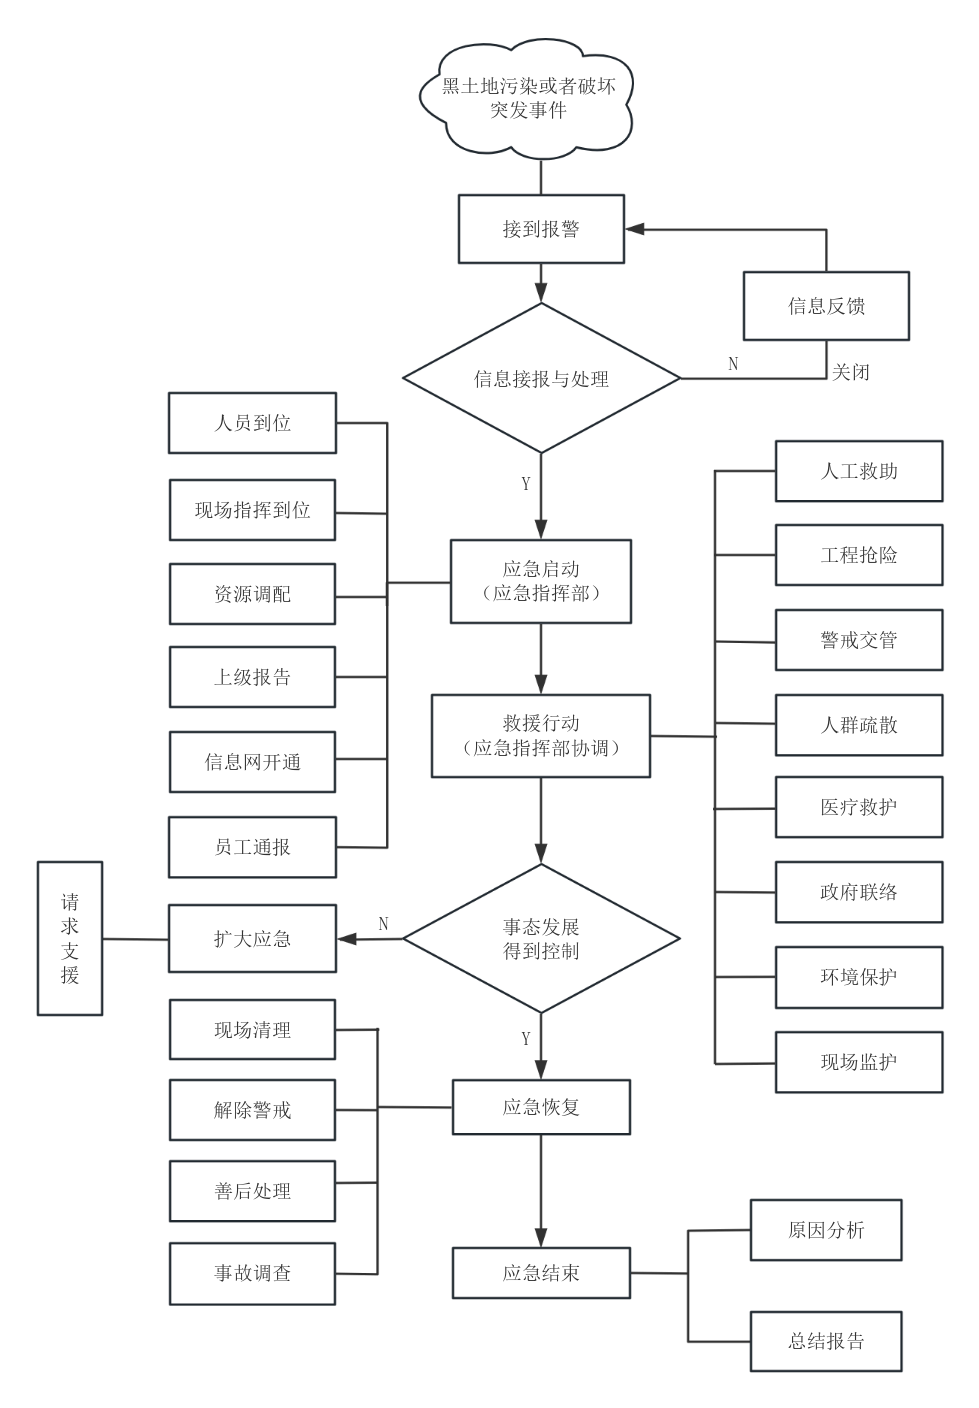 黑土地污染或者破坏
突发事件
接到报警
信息反馈
信息接报与处理
N
关闭
Y
人员到位
现场指挥到位
资源调配
上级报告
信息网开通
员工通报
应急启动
（应急指挥部）
救援行动
（应急指挥部协调）
人工救助
工程抢险
警戒交管
人群疏散
医疗救护
政府联络
环境保护
现场监护
事态发展
得到控制
N
扩大应急
请
求
支
援
Y
现场清理
解除警戒
善后处理
事故调查
应急恢复
应急结束
原因分析
总结报告